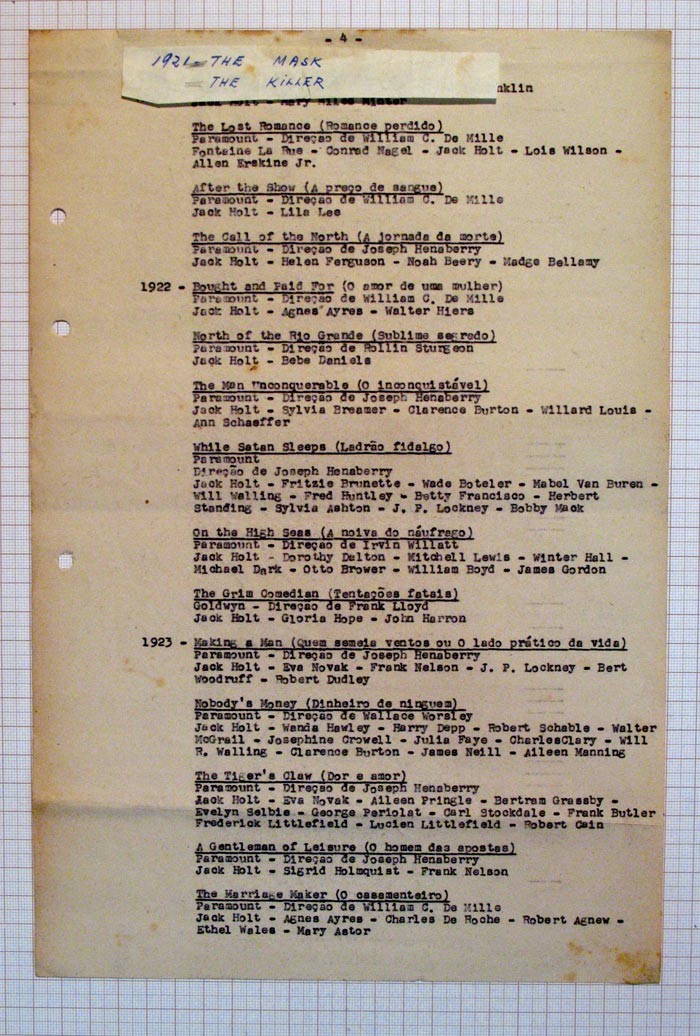 - 4 -
1921 - THE MASK
— THE KILLER
nklin
Jack Holt - Mary Miles Minter
The Lost Romance (Romance perdido)
Paramount - Direção de William C. De Mille
Fontaine La Rue - Conrad Nagel - Jack Holt - Lois Wilson -
Allen Erskine Jr.
After the Show (A preço de sangue)
Paramount - Direção de William C. De Mille
Jack Holt - Lila Lee
The Call of the North (A jornada da morte)
Paramount - Direção de Joseph Henaberry
Jack Holt - Helen Ferguson - Noah Beery - Madge Bellamy
1922 - Bought and Paid For (O amor de uma mulher)
Paramount - Direção de William C. De Mille
Jack Holt - Agnes Ayres - Walter Hiers
North of the Rio Grande (Sublime segredo)
Paramount - Direção de Rollin Sturgeon
Jack Holt - Bebe Daniels
The Man Unconquerable (O inconquistável)
Paramount - Direção de Joseph Henaberry
Jack Holt - Sylvia Breamer - Clarence Burton - Willard Louis -
Ann Schaeffer
While Satan Sleeps (Ladrão fidalgo)
Paramount
Direção de Joseph Henaberry
Jack Holt - Fritzie Brunette - Wade Boteler - Mabel Van Buren -
Will Walling - Fred Huntley - Betty Francisco - Herbert
Standing - Sylvia Ashton - J. P. Lockney - Bobby Mack
On the High Seas (A noiva do náufrago)
Paramount - Direção de Irvin Willatt
Jack Holt - Dorothy Dalton - Mitchell Lewis - Winter Hall -
Michael Dark - Otto Brower - William Boyd - James Gordon
The Grim Comedian (Tentações fatais)
Goldwyn - Direção de Frank Lloyd
Jack Holt - Gloria Hope - John Harron
1923 - Making a Man (Quem semeia ventos ou O lado prático da vida)
Paramount - Direção de Joseph Henaberry
Jack Holt - Eva Novak - Frank Nelson - J. P. Lockney - Bert
Woodruff - Robert Dudley
Nobody's Money (Dinheiro de ninguem)
Paramount - Direção de Wallace Worsley
Jack Holt - Wanda Hawley - Harry Depp - Robert Schable - Walter
McGrail - Josephine Crowell - Julia Faye - CharlesClary - Will
R. Walling - Clarence Burton - James Neill - Aileen Manning
The Tiger's Claw (Dor e amor)
Paramount - Direção de Joseph Henaberry
Jack Holt - Eva Novak - Aileen Pringle - Bertram Grassby -
Evelyn Selbie - George Periolat - Carl Stockdale - Frank Butler
Frederick Littlefield - Lucien Littlefield - Robert Cain
A Gentleman of Leisure (O homem das apostas)
Paramount - Direção de Joseph Henaberry
Jack Holt - Sigrid Holmquist - Frank Nelson
The Marriage Maker (O casamenteiro)
Paramount - Direção de William C. De Mille
Jack Holt - Agnes Ayres - Charles De Roche - Robert Agnew -
Ethel Wales - Mary Astor